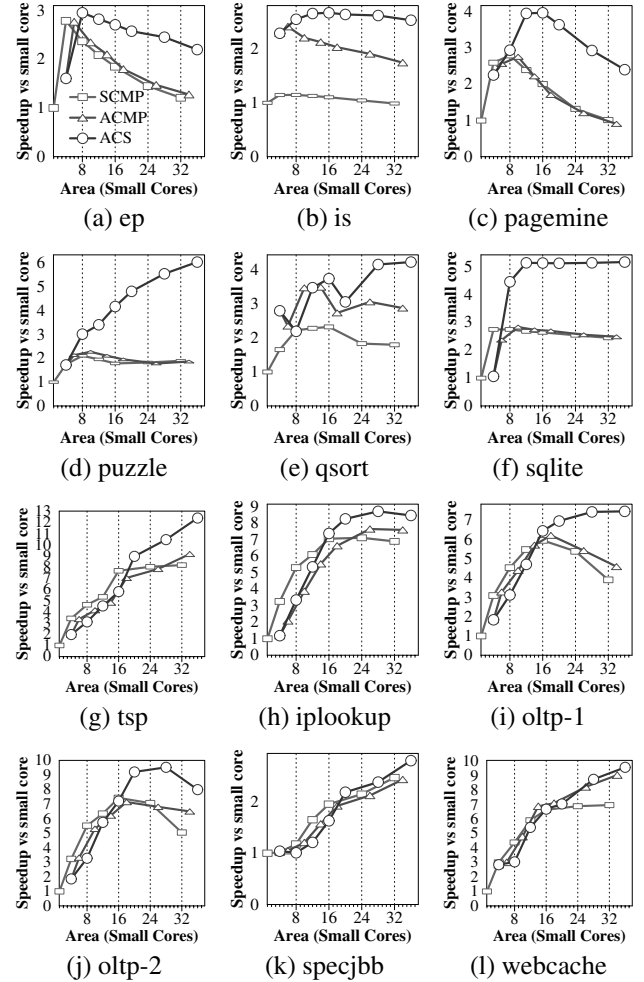 Speedup vs small core
3
2
1
0
SCMP
ACMP
ACS
0 8 16 24 32
Area (Small Cores)
(a) ep
Speedup vs small core
2
1
0
0 8 16 24 32
Area (Small Cores)
(b) is
Speedup vs small core
4
3
2
1
0
0 8 16 24 32
Area (Small Cores)
(c) pagemine
Speedup vs small core
6
5
4
3
2
1
0
0 8 16 24 32
Area (Small Cores)
(d) puzzle
Speedup vs small core
4
3
2
1
0
0 8 16 24 32
Area (Small Cores)
(e) qsort
Speedup vs small core
5
4
3
2
1
0
0 8 16 24 32
Area (Small Cores)
(f) sqlite
Speedup vs small core
13
12
11
10
9
8
7
6
5
4
3
2
1
0
0 8 16 24 32
Area (Small Cores)
(g) tsp
Speedup vs small core
9
8
7
6
5
4
3
2
1
0
0 8 16 24 32
Area (Small Cores)
(h) iplookup
Speedup vs small core
7
6
5
4
3
2
1
0
0 8 16 24 32
Area (Small Cores)
(i) oltp-1
Speedup vs small core
10
9
8
7
6
5
4
3
2
1
0
0 8 16 24 32
Area (Small Cores)
(j) oltp-2
Speedup vs small core
2
1
0
0 8 16 24 32
Area (Small Cores)
(k) specjbb
Speedup vs small core
10
9
8
7
6
5
4
3
2
1
0
0 8 16 24 32
Area (Small Cores)
(l) webcache